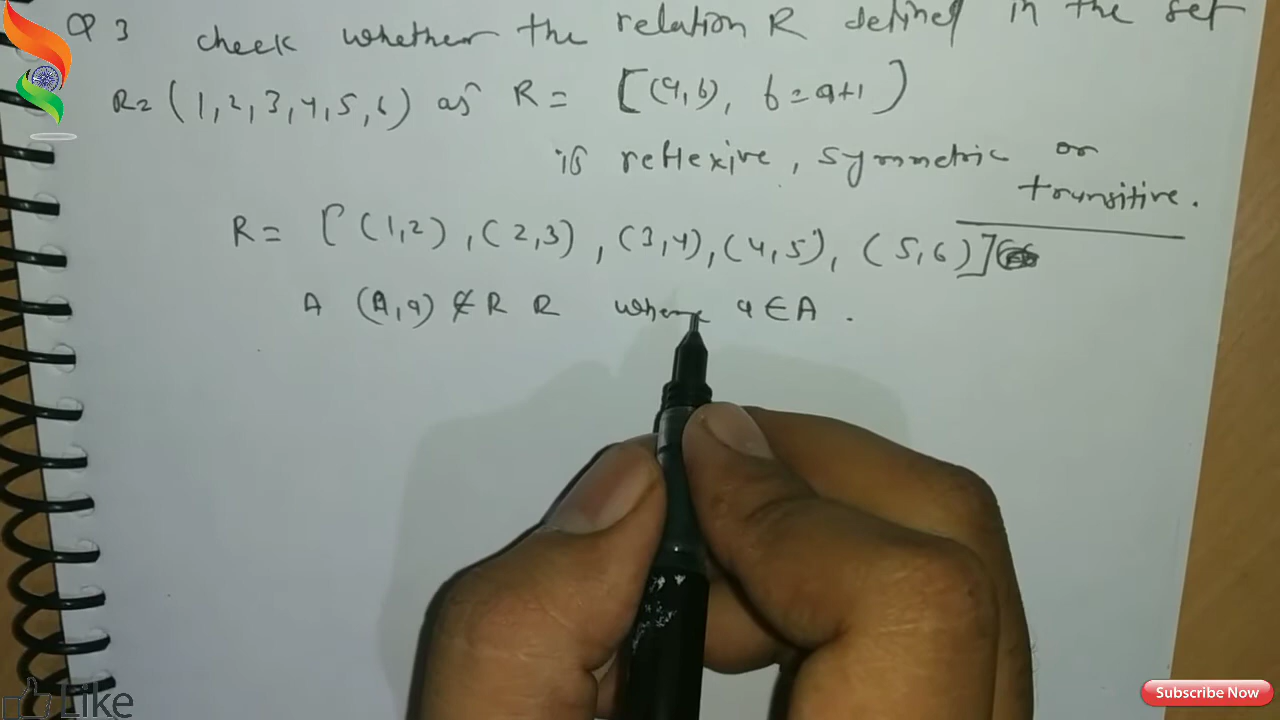 Q 3 check whether the relation R defined in the set
R= (1,2,3,4,5,6) as R= [(a,b), b=a+1)
is reflexive, symmetric or
transitive.
R= [(1,2),(2,3),(3,4),(4,5),(5,6)]
A (A,a) ∉ R R where a∈A.
Like
Subscribe Now